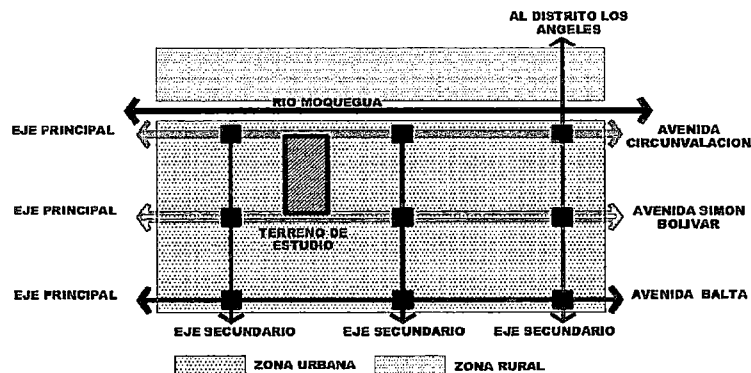 AL DISTRITO LOS
ANGELES
RIO MOQUEGUA
EJE PRINCIPAL
AVENIDA
CIRCUNVALACION
EJE PRINCIPAL
AVENIDA SIMON
BOLIVAR
TERRENO DE
ESTUDIO
EJE PRINCIPAL
AVENIDA BALTA
EJE SECUNDARIO
EJE SECUNDARIO
EJE SECUNDARIO
ZONA URBANA
ZONA RURAL